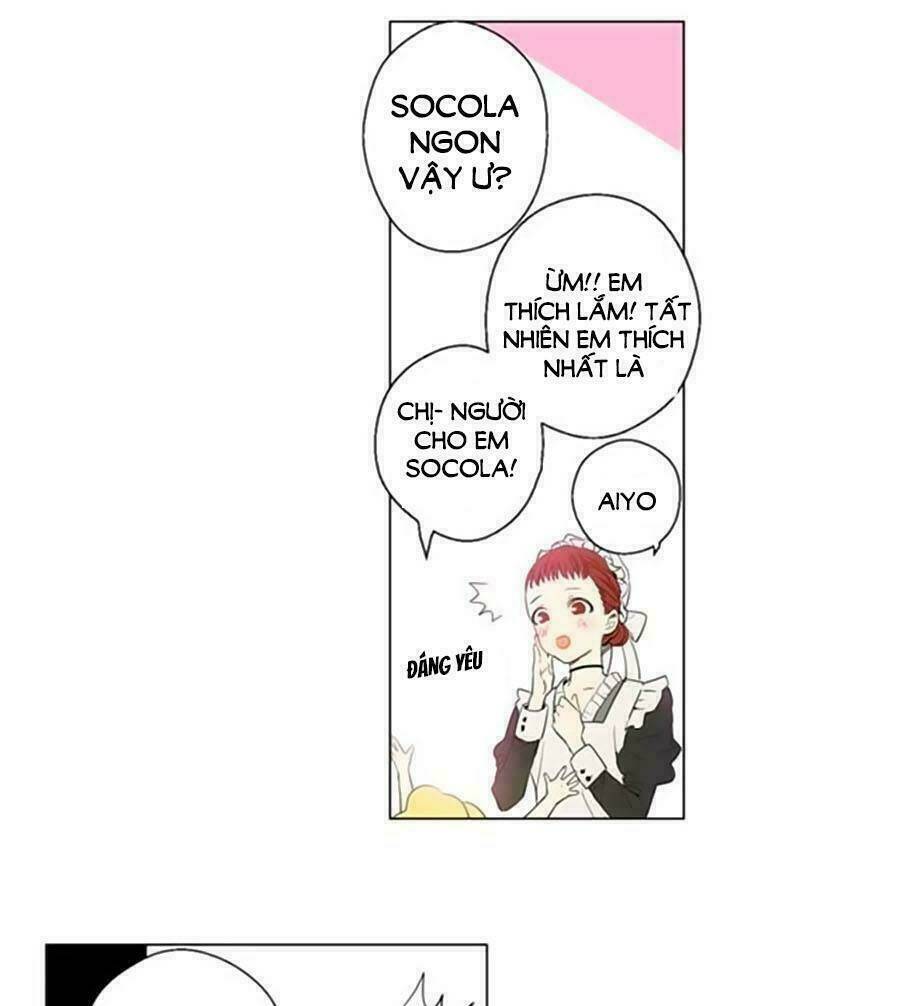 SOCOLA
NGON
VẬY Ư?
ỪM!! EM
THÍCH LẮM! TẤT
NHIÊN EM THÍCH
NHẤT LÀ
CHỊ- NGƯỜI
CHO EM
SOCOLA!
AIYO
ĐÁNG YÊU